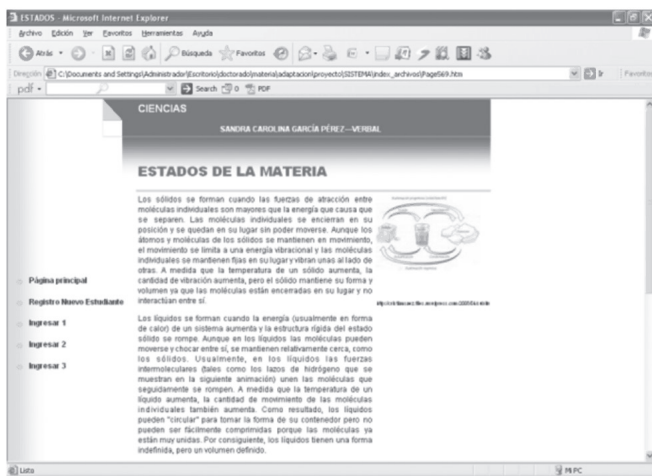 ESTADOS - Microsoft Internet Explorer
Archivo Edición Ver Favoritos Herramientas Ayuda
Atrás Búsqueda Favoritos
Dirección C:\Documents and Settings\Administrador\Escritorio\doctorado\material\adaptacion\proyecto\SISTEMA\index_archivos\Page569.htm Ir Favoritos
pdf Search 0 PDF
CIENCIAS
SANDRA CAROLINA GARCÍA PÉREZ—VERBAL
ESTADOS DE LA MATERIA
Los sólidos se forman cuando las fuerzas de atracción entre
moléculas individuales son mayores que la energía que causa que
se separen. Las moléculas individuales se encierran en su
posición y se quedan en su lugar sin poder moverse. Aunque los
átomos y moléculas de los sólidos se mantienen en movimiento,
el movimiento se limita a una energía vibracional y las moléculas
individuales se mantienen fijas en su lugar y vibran unas al lado de
otras. A medida que la temperatura de un sólido aumenta, la
cantidad de vibración aumenta, pero el sólido mantiene su forma y
volumen ya que las moléculas están encerradas en su lugar y no
interactúan entre sí.
Los líquidos se forman cuando la energía (usualmente en forma
de calor) de un sistema aumenta y la estructura rígida del estado
sólido se rompe. Aunque en los líquidos las moléculas pueden
moverse y chocar entre sí, se mantienen relativamente cerca, como
los sólidos. Usualmente, en los líquidos las fuerzas
intermoleculares (tales como los lazos de hidrógeno que se
muestran en la siguiente animación) unen las moléculas que
seguidamente se rompen. A medida que la temperatura de un
líquido aumenta, la cantidad de movimiento de las moléculas
individuales también aumenta. Como resultado, los líquidos
pueden "circular" para tomar la forma de su contenedor pero no
pueden ser fácilmente comprimidas porque las moléculas ya
están muy unidas. Por consiguiente, los líquidos tienen una forma
indefinida, pero un volumen definido.
Página principal
Registro Nuevo Estudiante
Ingresar 1
Ingresar 2
Ingresar 3
Listo
Mi PC